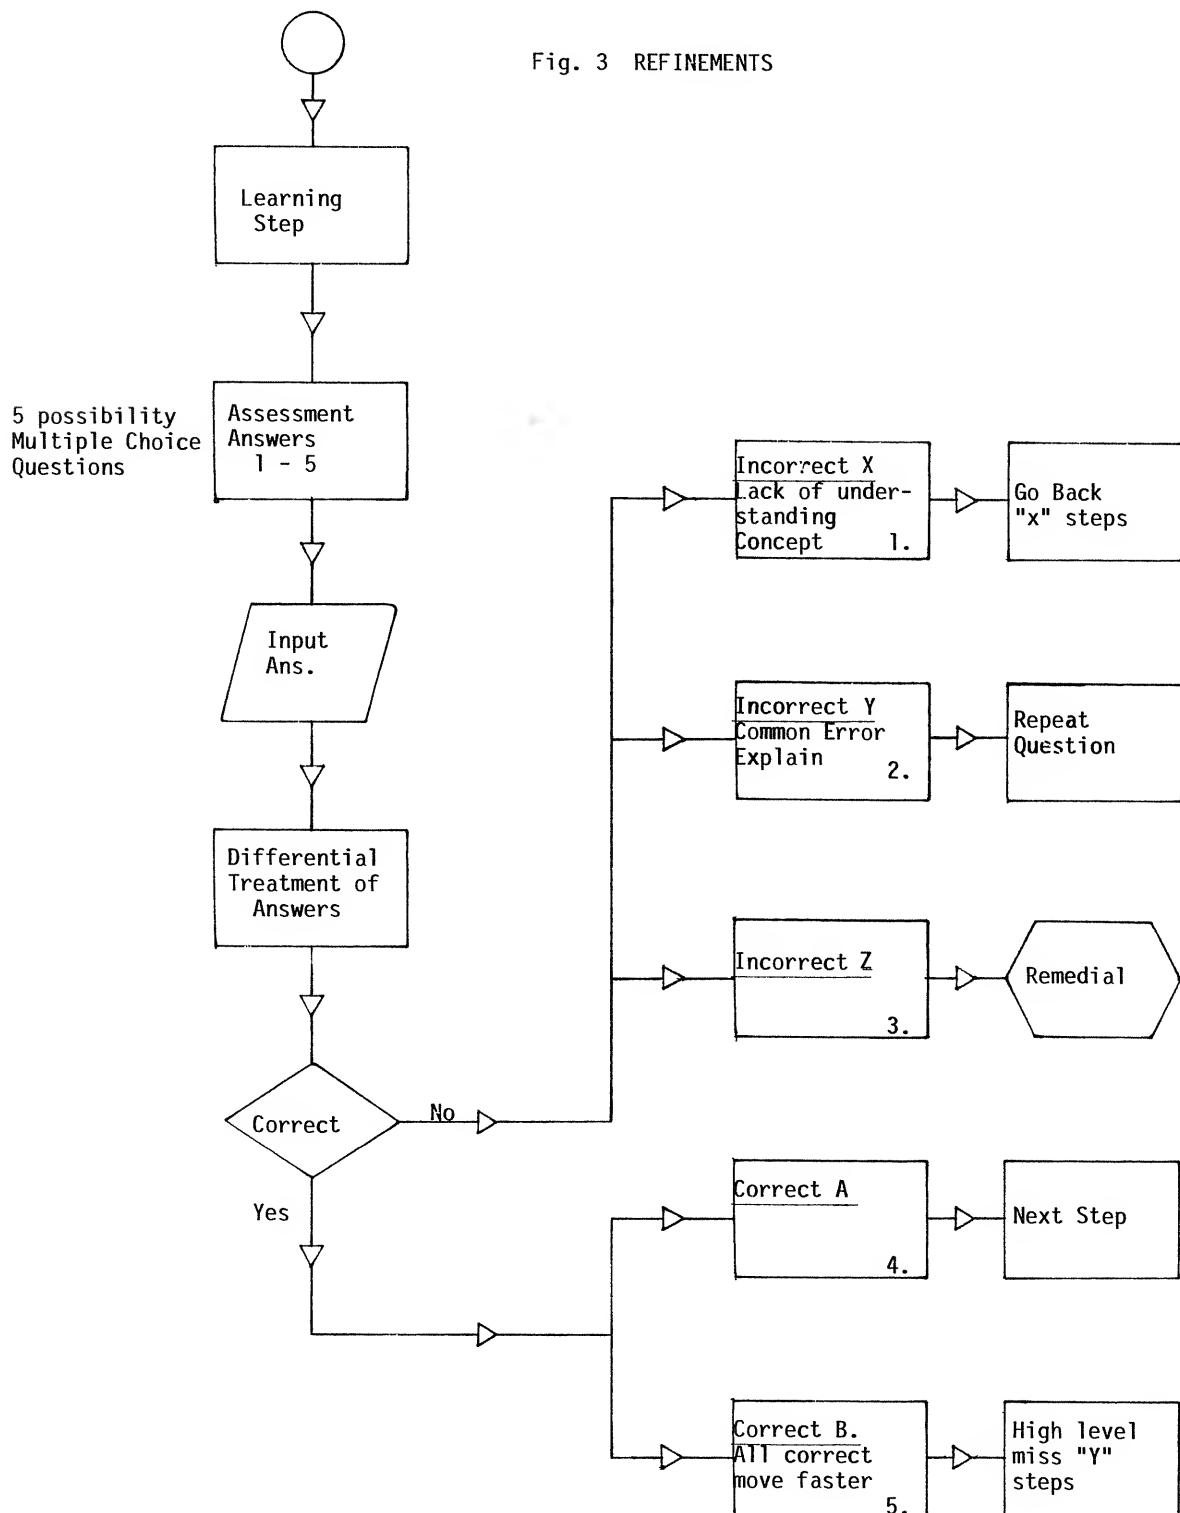 Fig. 3  REFINEMENTS
Learning
Step
5 possibility
Multiple Choice
Questions
Assessment
Answers
1 - 5
Input
Ans.
Differential
Treatment of
Answers
Correct
No
Yes
Incorrect X
Lack of under-
standing
Concept 1.
Go Back
"x" steps
Incorrect Y
Common Error
Explain
2.
Repeat
Question
Incorrect Z
3.
Remedial
Correct A
4.
Next Step
Correct B.
All correct
move faster
5.
High level
miss "Y"
steps